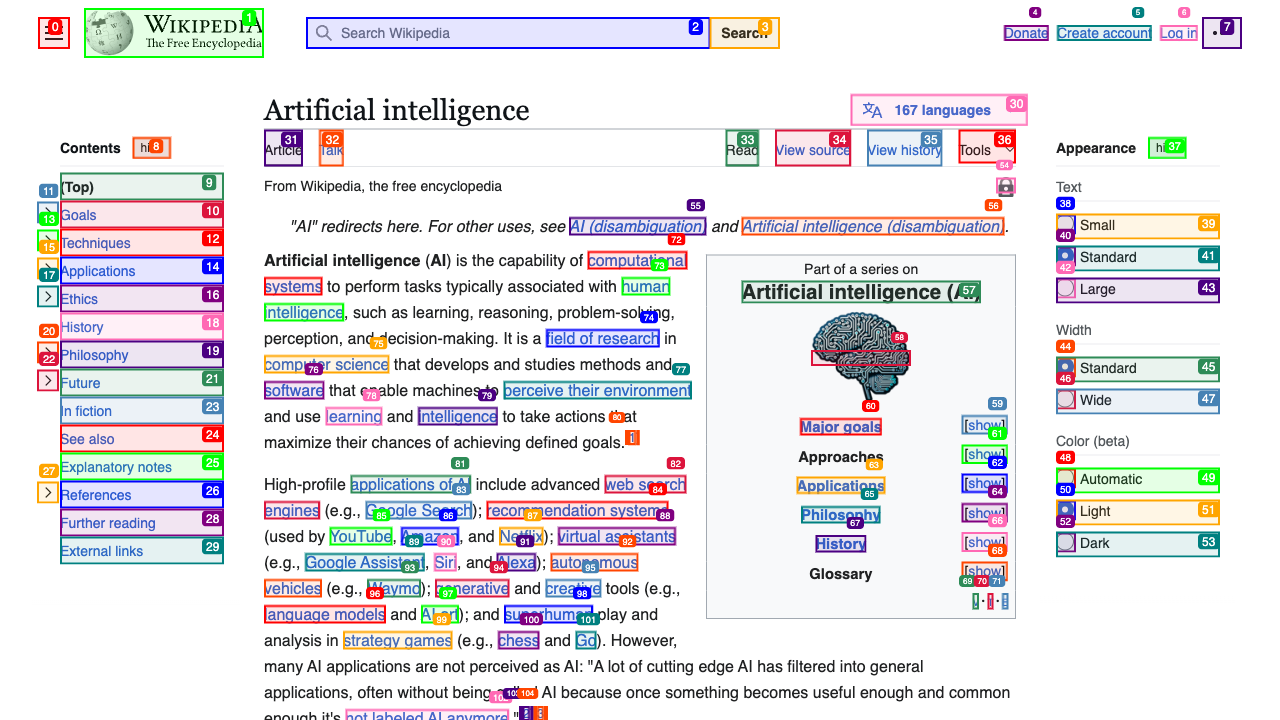 WIKIPEDIA
The Free Encyclopedia
Search Wikipedia
Search
Donate
Create account
Log in
Artificial intelligence
167 languages
Contents
Article
Talk
Read
View source
View history
Tools
Appearance
(Top)
Goals
Techniques
Applications
Ethics
History
Philosophy
Future
In fiction
See also
Explanatory notes
References
Further reading
External links
From Wikipedia, the free encyclopedia
"AI" redirects here. For other uses, see AI (disambiguation) and Artificial intelligence (disambiguation).
Artificial intelligence (AI) is the capability of computational
systems to perform tasks typically associated with human
intelligence, such as learning, reasoning, problem-solving,
perception, and decision-making. It is a field of research in
computer science that develops and studies methods and
software that enable machines to perceive their environment
and use learning and intelligence to take actions that
maximize their chances of achieving defined goals.
High-profile applications of AI include advanced web search
engines (e.g., Google Search); recommendation systems
(used by YouTube, Amazon, and Netflix); virtual assistants
(e.g., Google Assistant, Siri, and Alexa); autonomous
vehicles (e.g., Waymo); generative and creative tools (e.g.,
language models and AI art); and superhuman play and
analysis in strategy games (e.g., chess and Go). However,
many AI applications are not perceived as AI: "A lot of cutting edge AI has filtered into general
applications, often without being called AI because once something becomes useful enough and common
enough it's not labeled AI anymore."
Part of a series on
Artificial intelligence (AI)
Major goals
[show]
Approaches
[show]
Applications
[show]
Philosophy
[show]
History
[show]
Glossary
[show]
Text
Small
Standard
Large
Width
Standard
Wide
Color (beta)
Automatic
Light
Dark